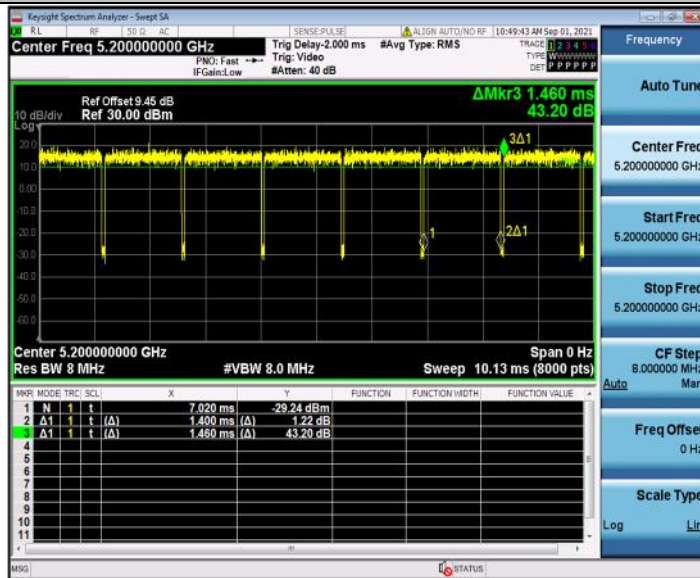 Keysight Spectrum Analyzer - Swept SA
RL RF 50 Ω AC SENSE:PULSE ALIGN AUTO/NO RF 10:49:43 AM Sep 01, 2021
Center Freq 5.200000000 GHz
PNO: Fast
IFGain:Low
Trig Delay-2.000 ms
Trig: Video
#Atten: 40 dB
#Avg Type: RMS
TRACE 1 2 3 4 5 6
TYPE
DET P P P P P P
ΔMkr3 1.460 ms
43.20 dB
Ref Offset 9.45 dB
10 dB/div Ref 30.00 dBm
Log
20.0
10.0
0.00
-10.0
-20.0
-30.0
-40.0
-50.0
-60.0
3Δ1
1
2Δ1
Center 5.200000000 GHz Span 0 Hz
Res BW 8 MHz #VBW 8.0 MHz Sweep 10.13 ms (8000 pts)
MKR MODE TRC SCL X Y FUNCTION FUNCTION WIDTH FUNCTION VALUE
1 N 1 t 7.020 ms -29.24 dBm
2 Δ1 1 t (Δ) 1.400 ms (Δ) 1.22 dB
3 Δ1 1 t (Δ) 1.460 ms (Δ) 43.20 dB
4
5
6
7
8
9
10
11
MSG STATUS
Frequency
Auto Tune
Center Freq
5.200000000 GHz
Start Freq
5.200000000 GHz
Stop Freq
5.200000000 GHz
CF Step
8.000000 MHz
Auto Man
Freq Offset
0 Hz
Scale Type
Log Lin